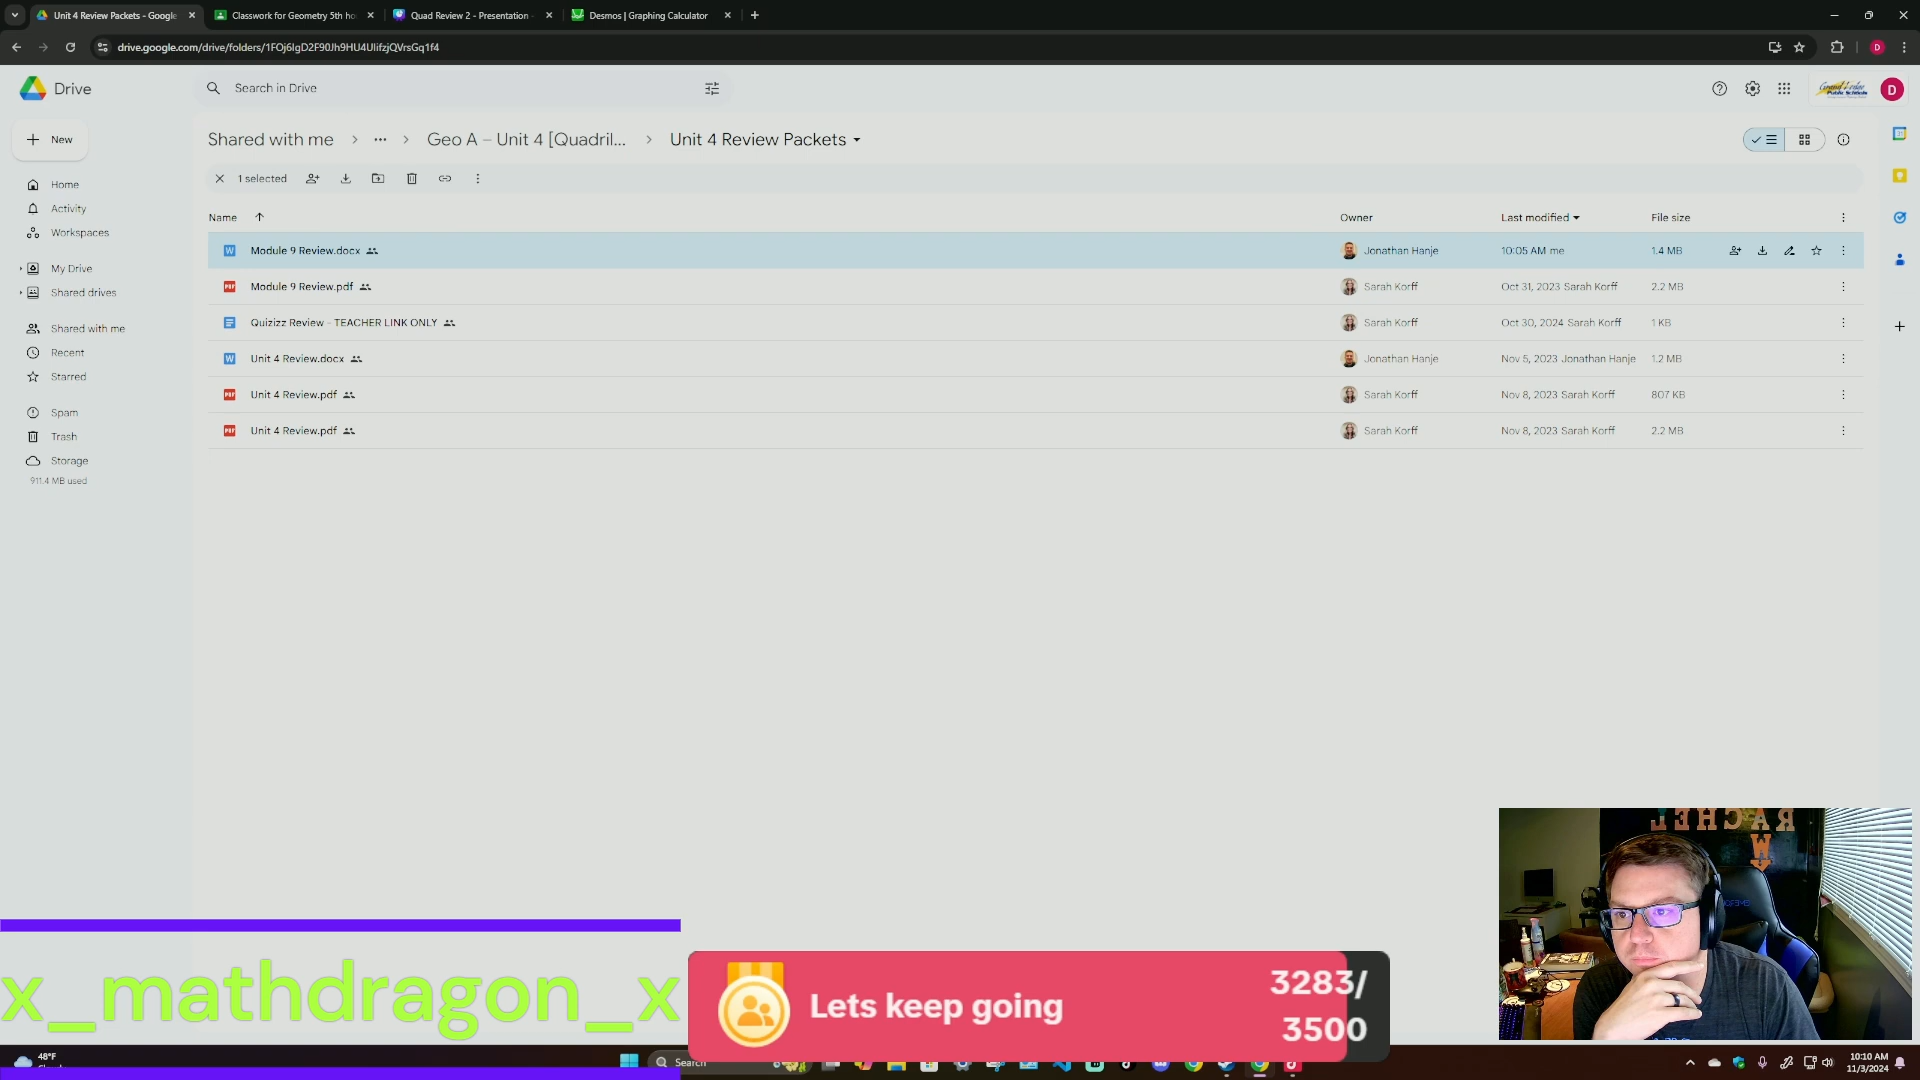 Unit 4 Review Packets - Google
Classwork for Geometry 5th ho
Quad Review 2 - Presentation -
Desmos | Graphing Calculator
drive.google.com/drive/folders/1FOj6IgD2F90Jh9HU4UIifzjQVrsGq1f4
D
Drive
Search in Drive
Grand Ledge
Public Schools
D
New
Shared with me
Geo A – Unit 4 [Quadril...
Unit 4 Review Packets
1 selected
Home
Activity
Workspaces
My Drive
Shared drives
Shared with me
Recent
Starred
Spam
Trash
Storage
911.4 MB used
Name Owner Last modified File size
Module 9 Review.docx Jonathan Hanje 10:05 AM me 1.4 MB
Module 9 Review.pdf Sarah Korff Oct 31, 2023 Sarah Korff 2.2 MB
Quizizz Review - TEACHER LINK ONLY Sarah Korff Oct 30, 2024 Sarah Korff 1 KB
Unit 4 Review.docx Jonathan Hanje Nov 5, 2023 Jonathan Hanje 1.2 MB
Unit 4 Review.pdf Sarah Korff Nov 8, 2023 Sarah Korff 807 KB
Unit 4 Review.pdf Sarah Korff Nov 8, 2023 Sarah Korff 2.2 MB
RACHEL
W
x_mathdragon_x
Lets keep going
3283/
3500
48°F
Search
10:10 AM
11/3/2024